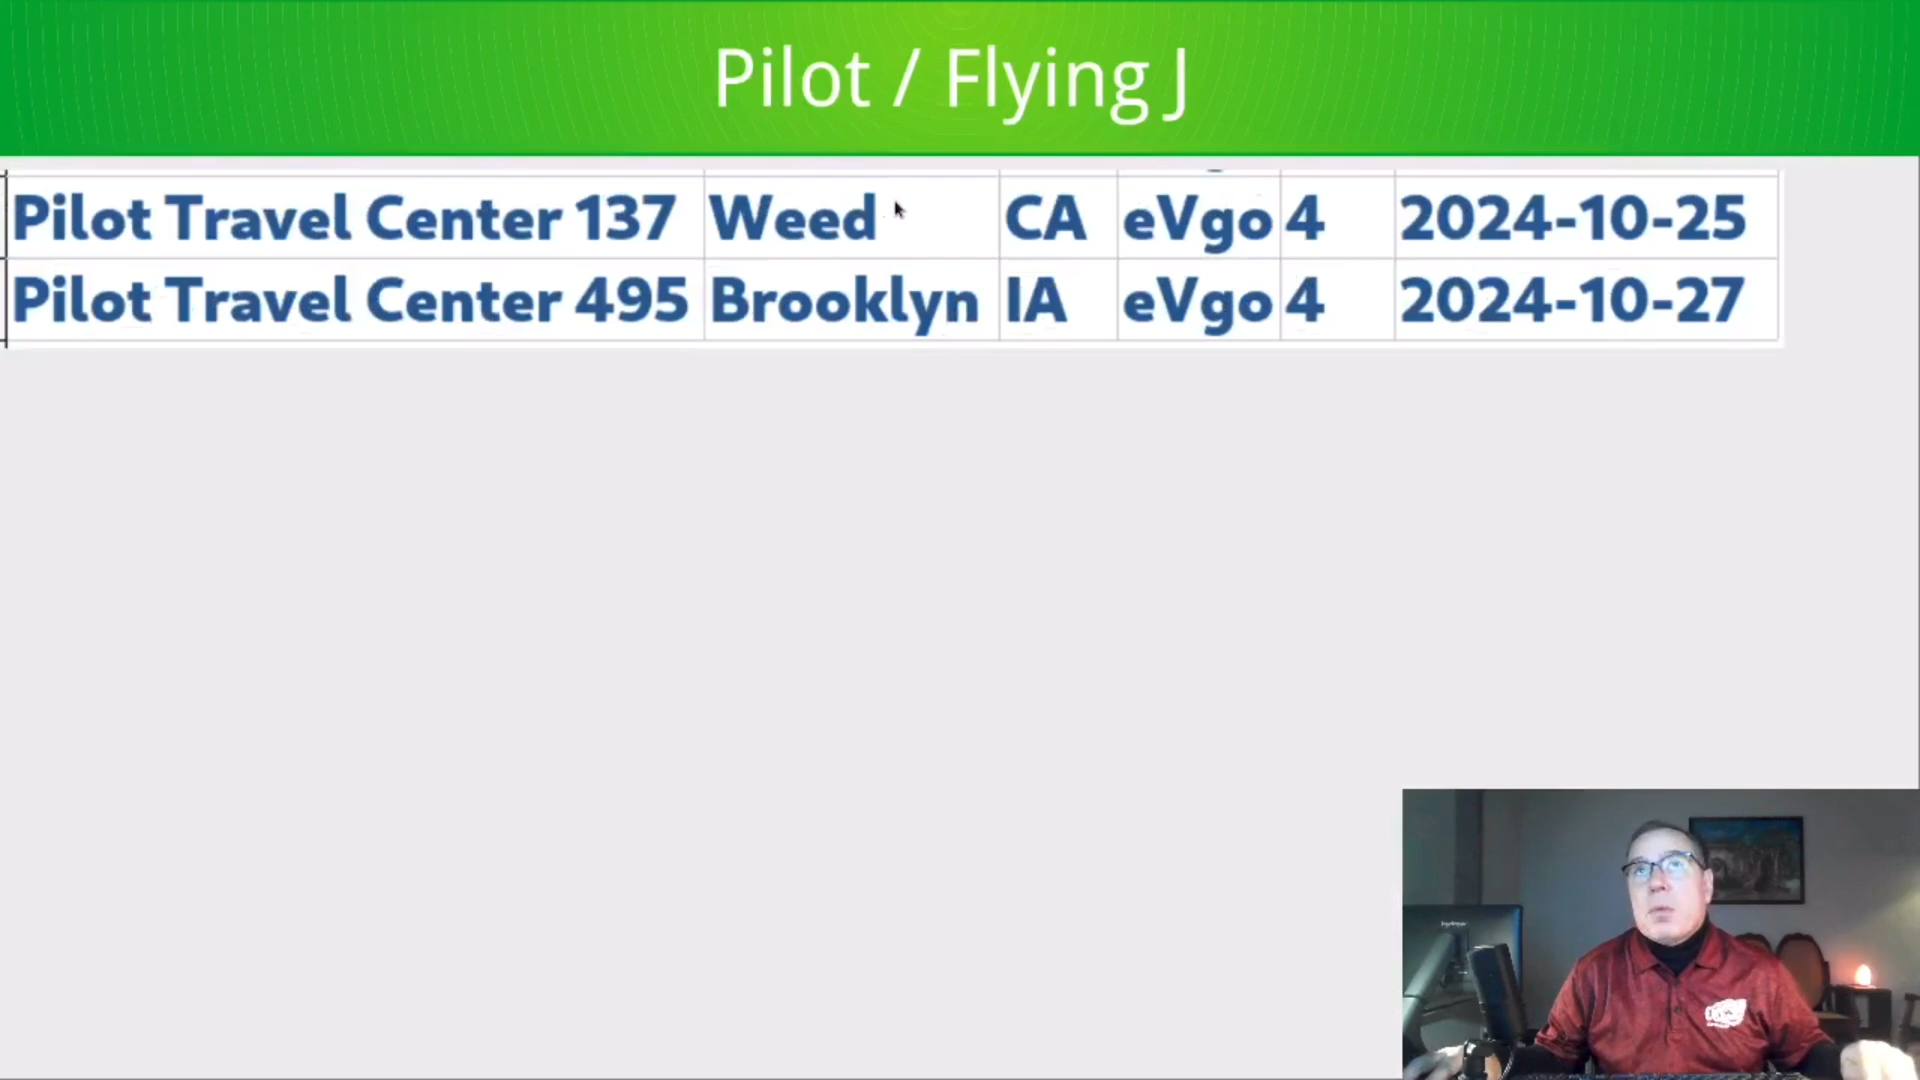 Pilot / Flying J
Pilot Travel Center 137 Weed CA eVgo 4 2024-10-25
Pilot Travel Center 495 Brooklyn IA eVgo 4 2024-10-27